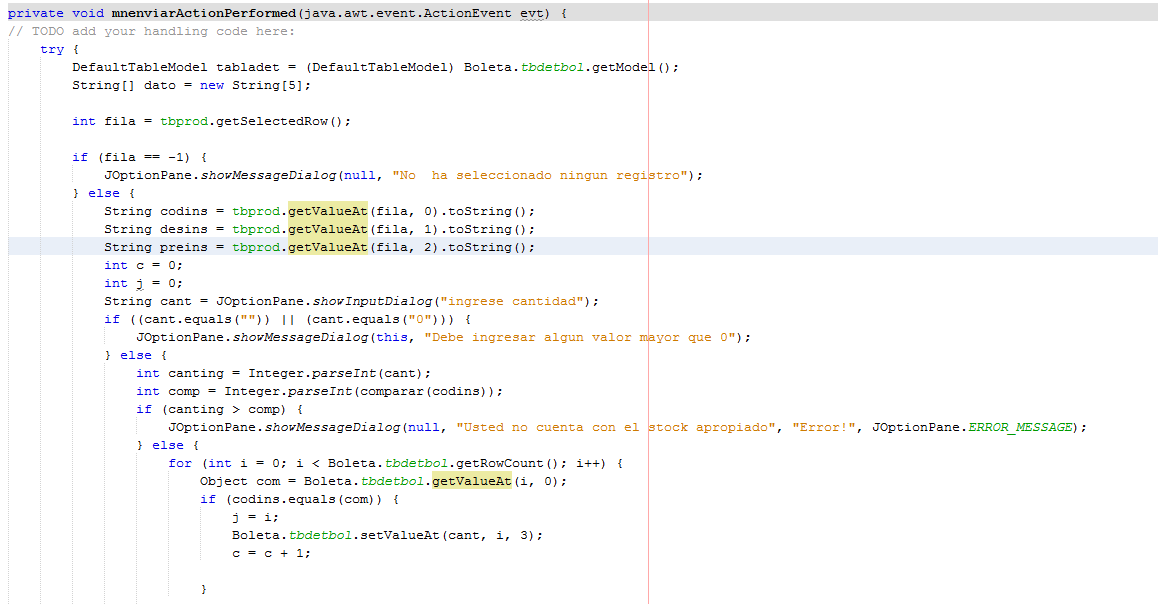 private void mnenviarActionPerformed(java.awt.event.ActionEvent evt) {
// TODO add your handling code here:
    try {
        DefaultTableModel tabladet = (DefaultTableModel) Boleta.tbdetbol.getModel();
        String[] dato = new String[5];

        int fila = tbprod.getSelectedRow();

        if (fila == -1) {
            JOptionPane.showMessageDialog(null, "No  ha seleccionado ningun registro");
        } else {
            String codins = tbprod.getValueAt(fila, 0).toString();
            String desins = tbprod.getValueAt(fila, 1).toString();
            String preins = tbprod.getValueAt(fila, 2).toString();
            int c = 0;
            int j = 0;
            String cant = JOptionPane.showInputDialog("ingrese cantidad");
            if ((cant.equals("")) || (cant.equals("0"))) {
                JOptionPane.showMessageDialog(this, "Debe ingresar algun valor mayor que 0");
            } else {
                int canting = Integer.parseInt(cant);
                int comp = Integer.parseInt(comparar(codins));
                if (canting > comp) {
                    JOptionPane.showMessageDialog(null, "Usted no cuenta con el stock apropiado", "Error!", JOptionPane.ERROR_MESSAGE);
                } else {
                    for (int i = 0; i < Boleta.tbdetbol.getRowCount(); i++) {
                        Object com = Boleta.tbdetbol.getValueAt(i, 0);
                        if (codins.equals(com)) {
                            j = i;
                            Boleta.tbdetbol.setValueAt(cant, i, 3);
                            c = c + 1;

                        }